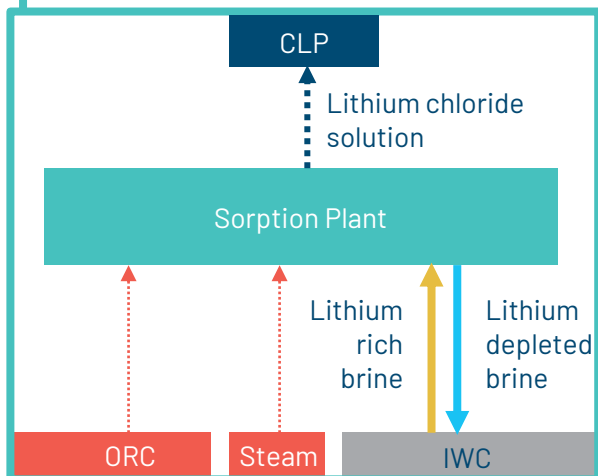 CLP
Lithium chloride
solution
Sorption Plant
Lithium
rich
brine
Lithium
depleted
brine
ORC
Steam
IWC